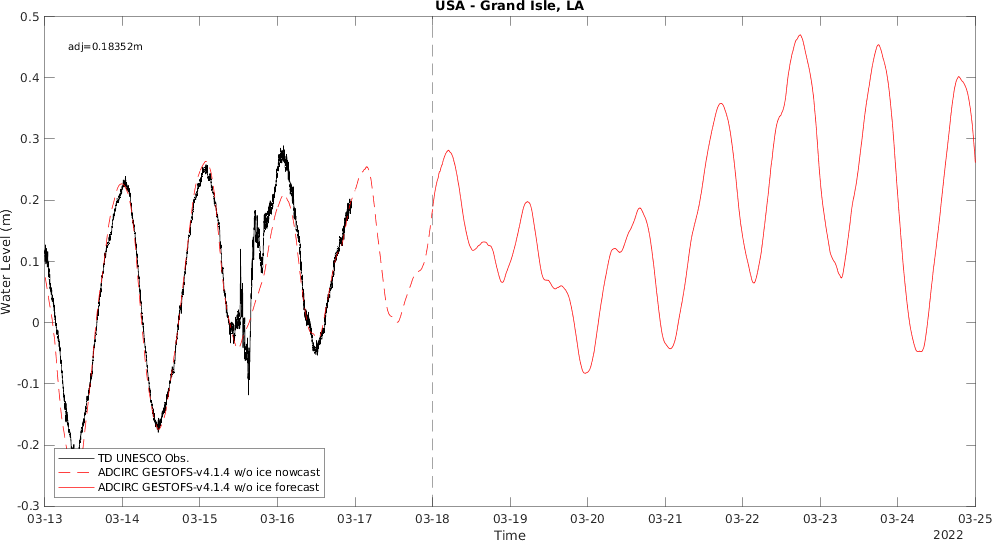 USA - Grand Isle, LA
adj=0.18352m
0.5
0.4
0.3
0.2
0.1
0
-0.1
-0.2
-0.3
Water Level (m)
TD UNESCO Obs.
ADCIRC GESTOFS-v4.1.4 w/o ice nowcast
ADCIRC GESTOFS-v4.1.4 w/o ice forecast
03-13 03-14 03-15 03-16 03-17 03-18 03-19 03-20 03-21 03-22 03-23 03-24 03-25
Time
2022